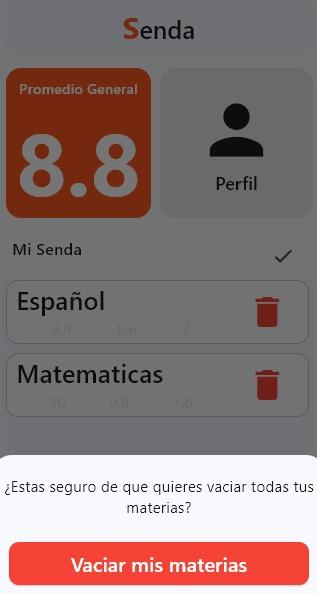 Senda
Promedio General
8.8
Perfil
Mi Senda
Español
9.9 8.6 7
Matematicas
10 9.8 7.6
¿Estas seguro de que quieres vaciar todas tus
materias?
Vaciar mis materias